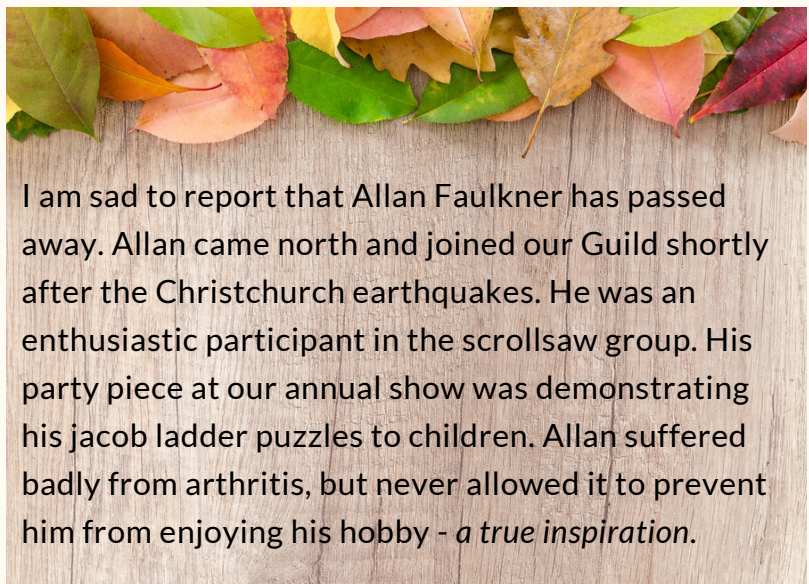 I am sad to report that Allan Faulkner has passed
away. Allan came north and joined our Guild shortly
after the Christchurch earthquakes. He was an
enthusiastic participant in the scrollsaw group. His
party piece at our annual show was demonstrating
his jacob ladder puzzles to children. Allan suffered
badly from arthritis, but never allowed it to prevent
him from enjoying his hobby - a true inspiration.